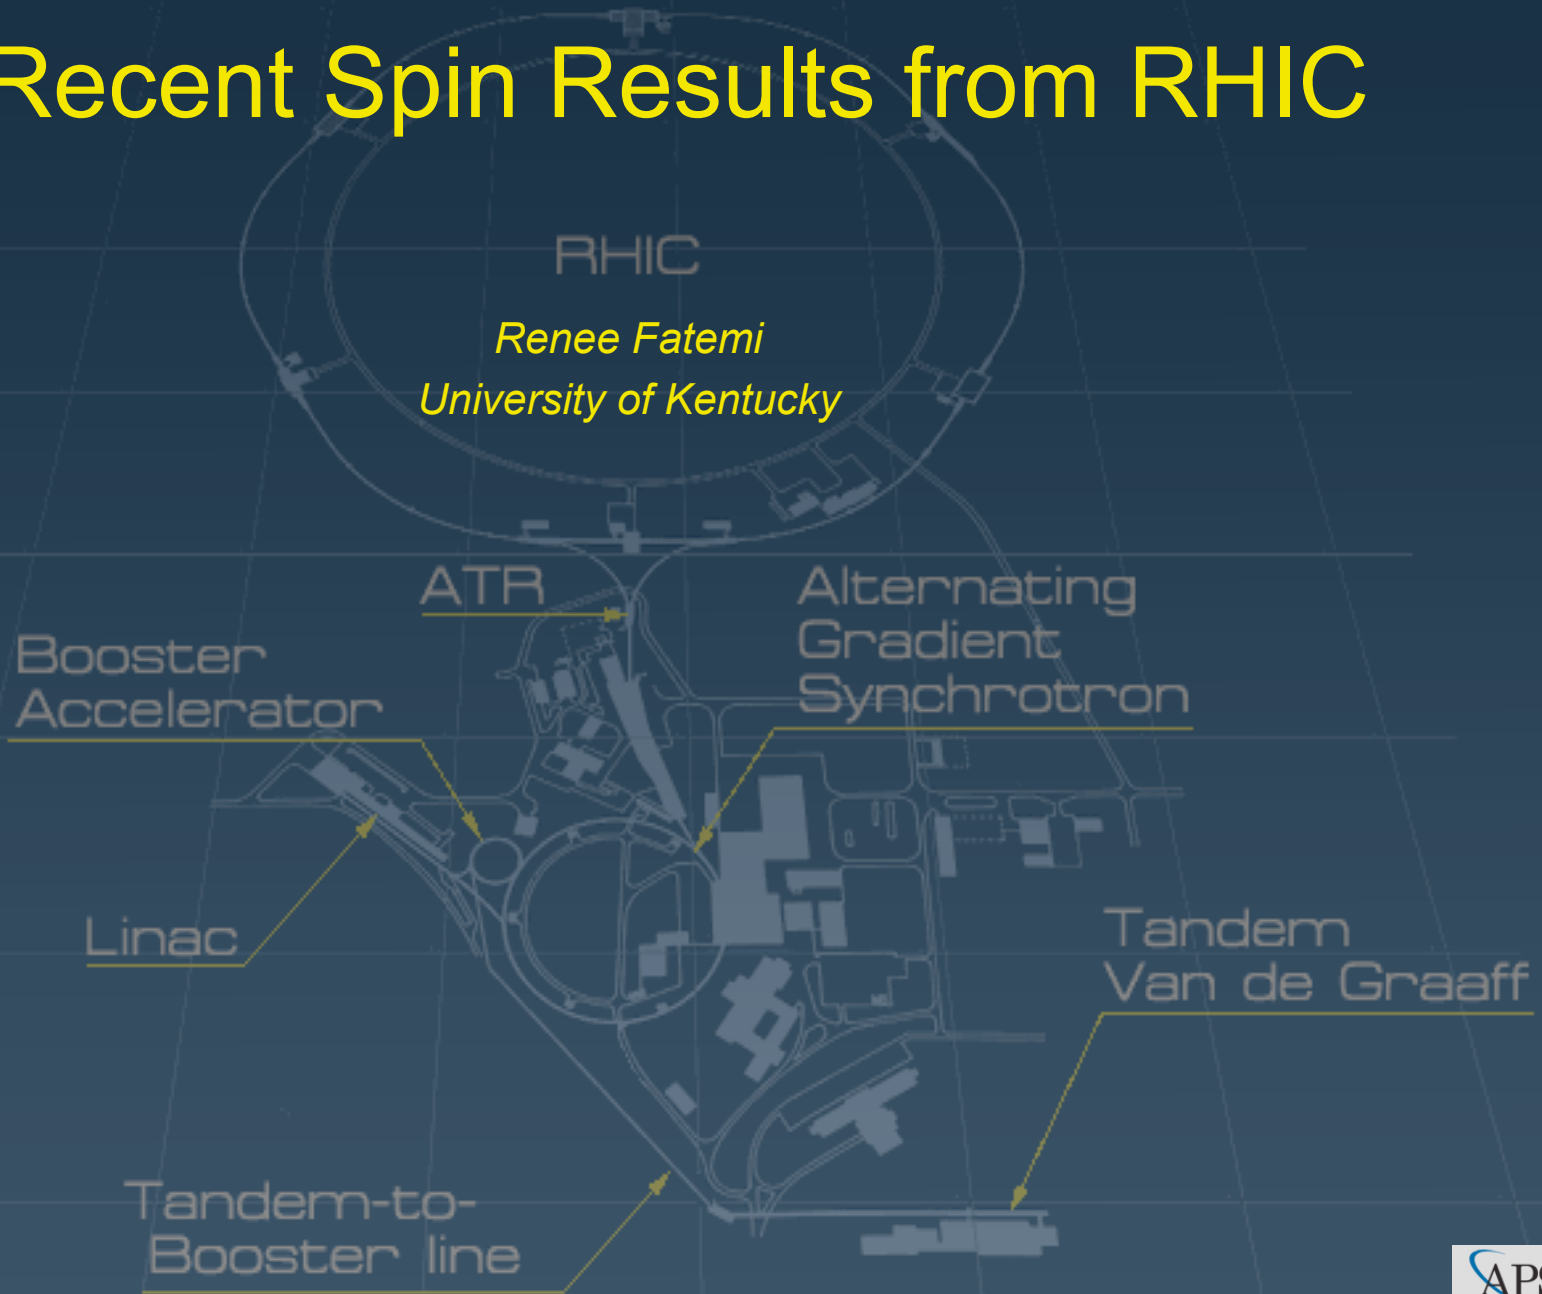 Recent Spin Results from RHIC
RHIC
Renee Fatemi
University of Kentucky
ATR
Alternating
Gradient
Synchrotron
Booster
Accelerator
Linac
Tandem
Van de Graaff
Tandem-to-
Booster line
APS